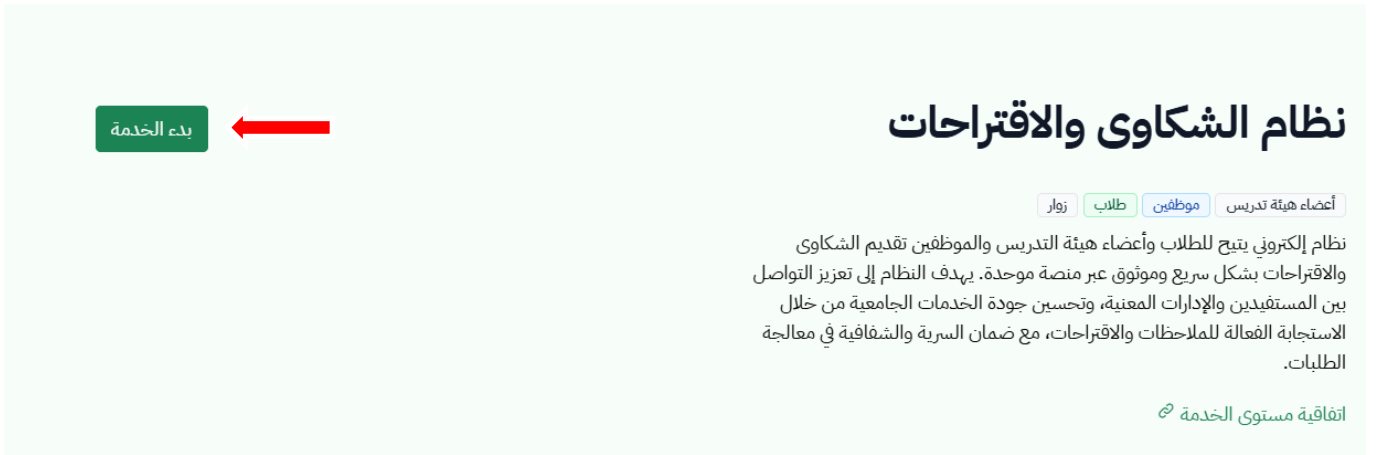 نظام الشكاوى والاقتراحات
بدء الخدمة
أعضاء هيئة تدريس موظفين طلاب زوار
نظام إلكتروني يتيح للطلاب وأعضاء هيئة التدريس والموظفين تقديم الشكاوى
والاقتراحات بشكل سريع وموثوق عبر منصة موحدة. يهدف النظام إلى تعزيز التواصل
بين المستفيدين والإدارات المعنية، وتحسين جودة الخدمات الجامعية من خلال
الاستجابة الفعالة للملاحظات والاقتراحات، مع ضمان السرية والشفافية في معالجة
الطلبات.
اتفاقية مستوى الخدمة